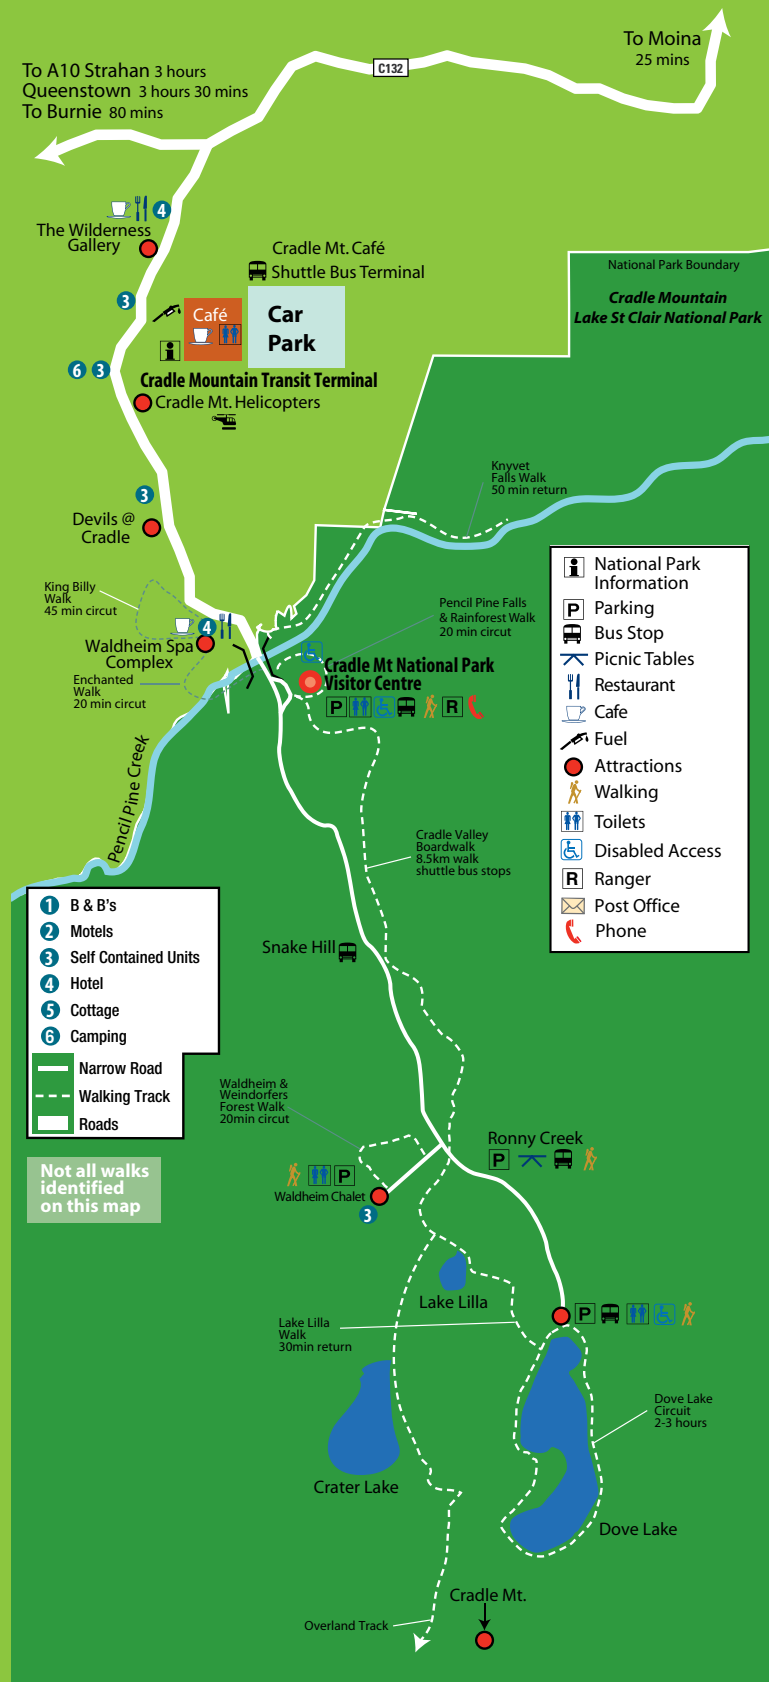 To Moina
25 mins
C132
To A10 Strahan 3 hours
Queenstown 3 hours 30 mins
To Burnie 80 mins
4
The Wilderness
Gallery
Cradle Mt. Café
Shuttle Bus Terminal
National Park Boundary
Cradle Mountain
Lake St Clair National Park
3
Café
Car
Park
i
6 3
Cradle Mountain Transit Terminal
Cradle Mt. Helicopters
Knyvet
Falls Walk
50 min return
3
Devils @
Cradle
King Billy
Walk
45 min circut
4
Waldheim Spa
Complex
Enchanted
Walk
20 min circut
Pencil Pine Falls
& Rainforest Walk
20 min circut
Cradle Mt National Park
Visitor Centre
P R
Pencil Pine Creek
i National Park
Information
P Parking
Bus Stop
Picnic Tables
Restaurant
Cafe
Fuel
Attractions
Walking
Toilets
Disabled Access
R Ranger
Post Office
Phone
Cradle Valley
Boardwalk
8.5km walk
shuttle bus stops
1 B & B's
2 Motels
3 Self Contained Units
4 Hotel
5 Cottage
6 Camping
Narrow Road
Walking Track
Roads
Not all walks
identified
on this map
Snake Hill
Waldheim &
Weindorfers
Forest Walk
20min circut
Ronny Creek
P
P
Waldheim Chalet
3
Lake Lilla
P
Lake Lilla
Walk
30min return
Dove Lake
Circuit
2-3 hours
Crater Lake
Dove Lake
Cradle Mt.
Overland Track